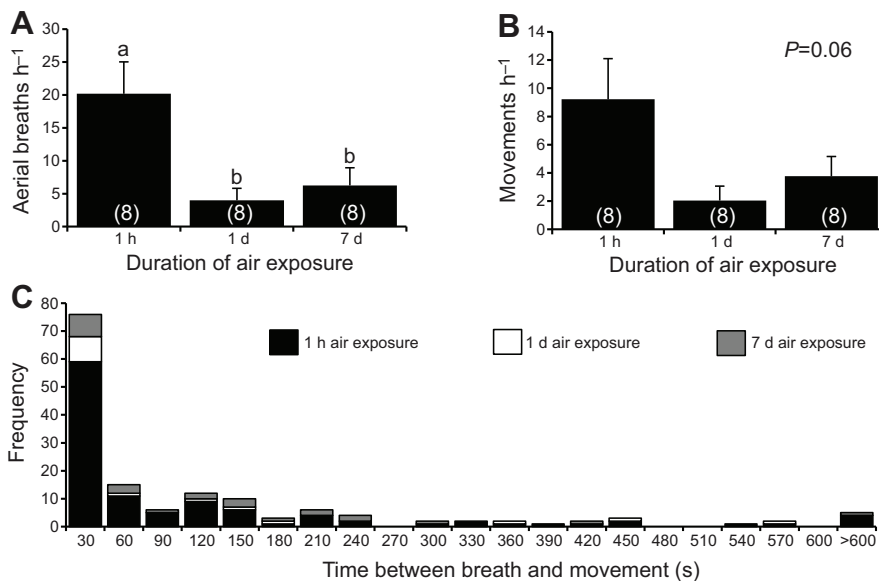 A
Aerial breaths h⁻¹
30
25
20
15
10
5
0
a
b
b
(8) (8) (8)
1 h 1 d 7 d
Duration of air exposure
B
Movements h⁻¹
14
12
10
8
6
4
2
0
P=0.06
(8) (8) (8)
1 h 1 d 7 d
Duration of air exposure
C
Frequency
80
70
60
50
40
30
20
10
0
1 h air exposure 1 d air exposure 7 d air exposure
30 60 90 120 150 180 210 240 270 300 330 360 390 420 450 480 510 540 570 600 >600
Time between breath and movement (s)